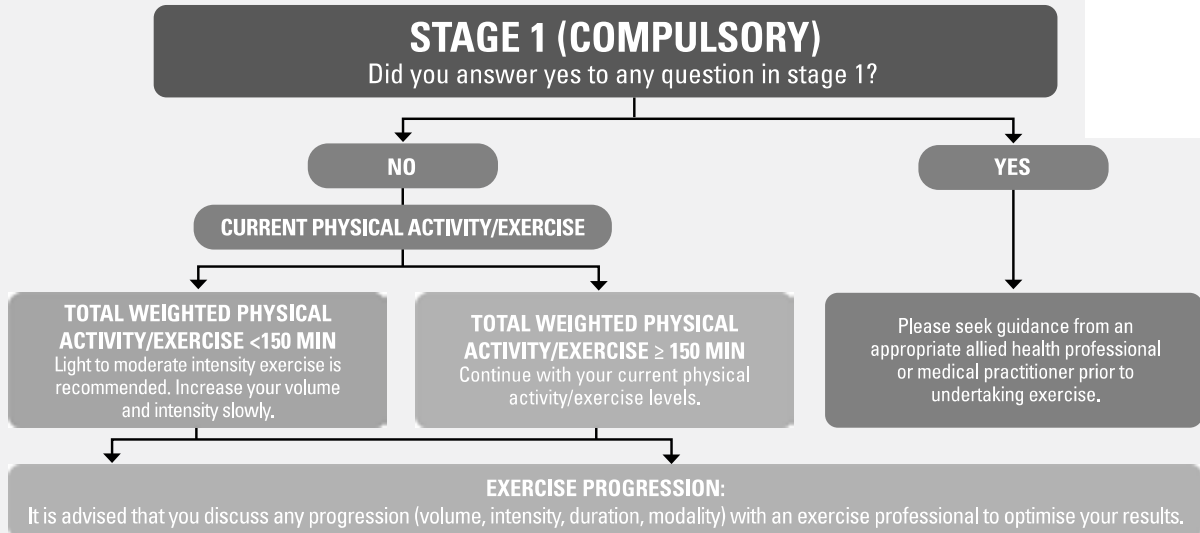 STAGE 1 (COMPULSORY)
Did you answer yes to any question in stage 1?
NO
YES
CURRENT PHYSICAL ACTIVITY/EXERCISE
TOTAL WEIGHTED PHYSICAL
ACTIVITY/EXERCISE <150 MIN
Light to moderate intensity exercise is
recommended. Increase your volume
and intensity slowly.
TOTAL WEIGHTED PHYSICAL
ACTIVITY/EXERCISE ≥ 150 MIN
Continue with your current physical
activity/exercise levels.
Please seek guidance from an
appropriate allied health professional
or medical practitioner prior to
undertaking exercise.
EXERCISE PROGRESSION:
It is advised that you discuss any progression (volume, intensity, duration, modality) with an exercise professional to optimise your results.